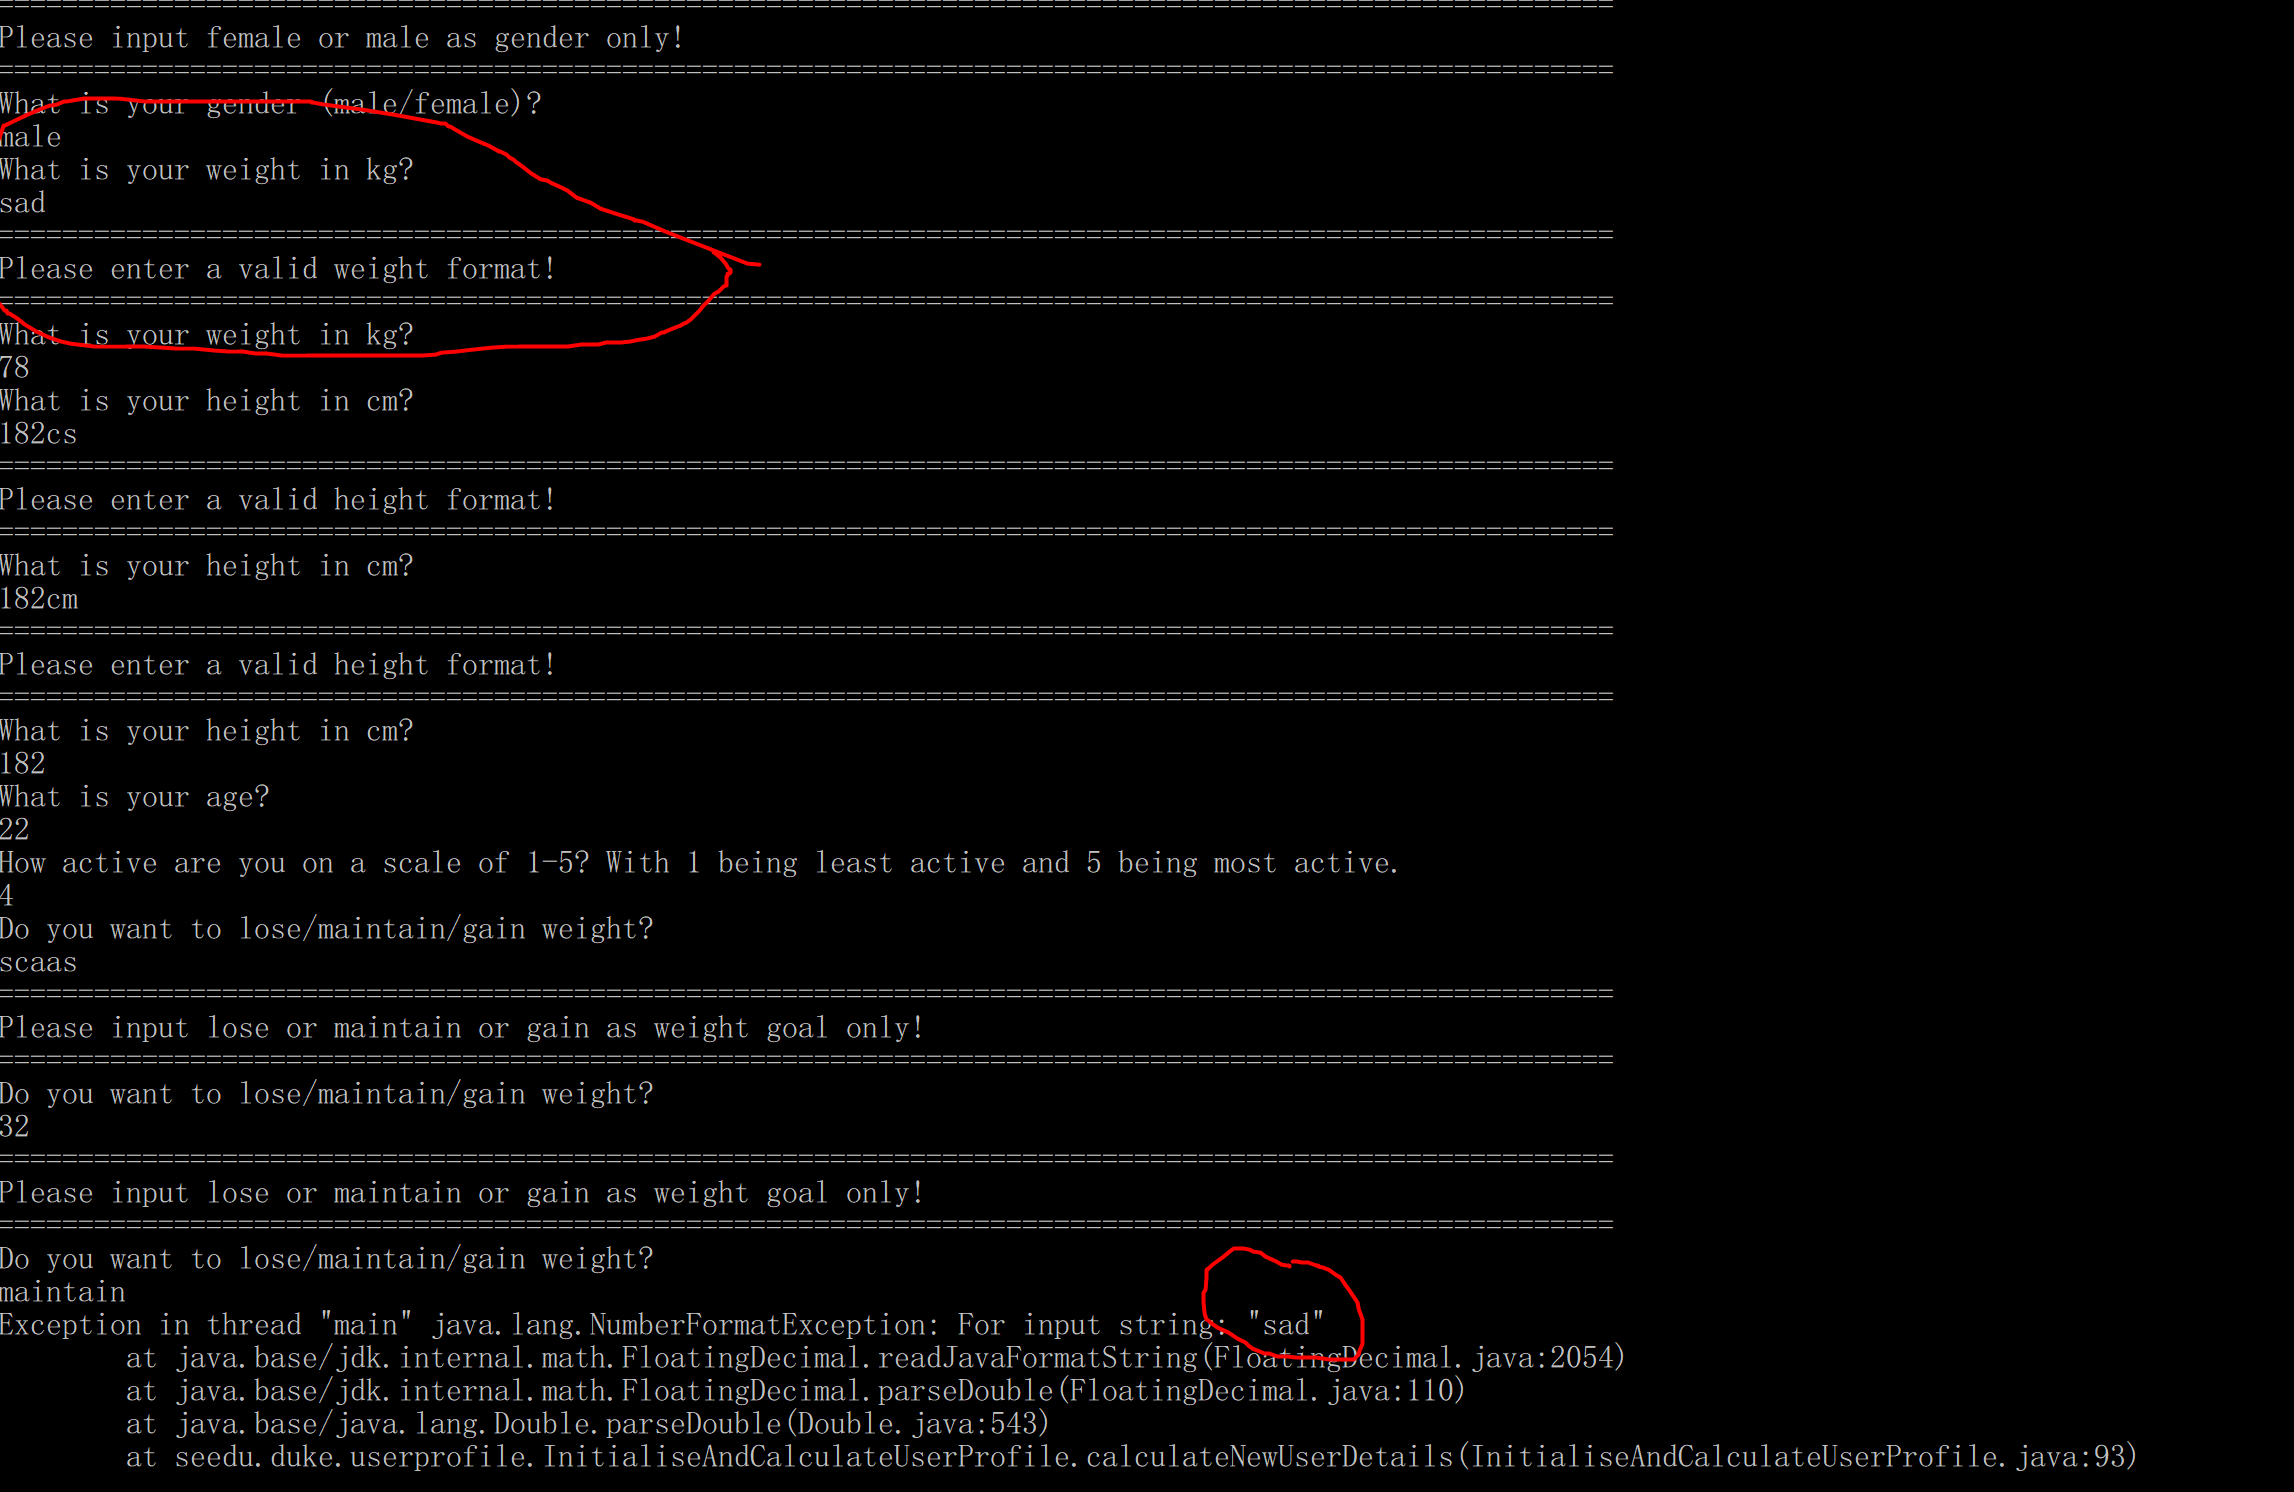 ====================================================================================================
Please input female or male as gender only!
====================================================================================================
What is your gender (male/female)?
male
What is your weight in kg?
sad
====================================================================================================
Please enter a valid weight format!
====================================================================================================
What is your weight in kg?
78
What is your height in cm?
182cs
====================================================================================================
Please enter a valid height format!
====================================================================================================
What is your height in cm?
182cm
====================================================================================================
Please enter a valid height format!
====================================================================================================
What is your height in cm?
182
What is your age?
22
How active are you on a scale of 1-5? With 1 being least active and 5 being most active.
4
Do you want to lose/maintain/gain weight?
scaas
====================================================================================================
Please input lose or maintain or gain as weight goal only!
====================================================================================================
Do you want to lose/maintain/gain weight?
32
====================================================================================================
Please input lose or maintain or gain as weight goal only!
====================================================================================================
Do you want to lose/maintain/gain weight?
maintain
Exception in thread "main" java.lang.NumberFormatException: For input string: "sad"
        at java.base/jdk.internal.math.FloatingDecimal.readJavaFormatString(FloatingDecimal.java:2054)
        at java.base/jdk.internal.math.FloatingDecimal.parseDouble(FloatingDecimal.java:110)
        at java.base/java.lang.Double.parseDouble(Double.java:543)
        at seedu.duke.userprofile.InitialiseAndCalculateUserProfile.calculateNewUserDetails(InitialiseAndCalculateUserProfile.java:93)